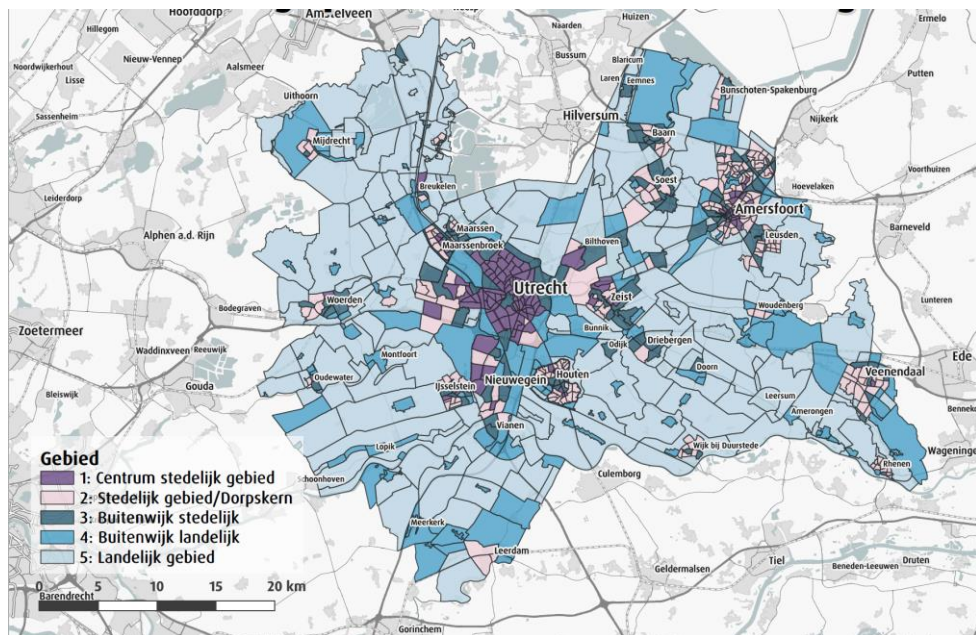 Hoofddorp
Amstelveen
Hillegom
Nieuw-Vennep
Aalsmeer
Noordwijkerhout
Lisse
Sassenheim
Uithoorn
Leiderdorp
Mijdrecht
Alphen a.d. Rijn
Breukelen
Naarden
Huizen
Bussum
Blaricum
Laren
Eemnes
Hilversum
Baarn
Soest
Bunschoten-Spakenburg
Nijkerk
Ermelo
Putten
Hoevelaken
Voorthuizen
Amersfoort
Leusden
Barneveld
Maarssen
Maarssenbroek
Bilthoven
Utrecht
Zeist
Woudenberg
Lunteren
Bodegraven
Woerden
Bunnik
Odijk
Driebergen
Zoetermeer
Waddinxveen
Reeuwijk
Gouda
Montfoort
Oudewater
IJsselstein
Nieuwegein
Houten
Doorn
Ede
Veenendaal
Bleiswijk
Leersum
Amerongen
Bennekom
Vianen
Lopik
Wijk bij Duurstede
Wageningen
Rhenen
Schoonhoven
Culemborg
Meerkerk
Leerdam
Geldermalsen
Tiel
Beneden-Leeuwen
Druten
Gorinchem
Gebied
1: Centrum stedelijk gebied
2: Stedelijk gebied/Dorpskern
3: Buitenwijk stedelijk
4: Buitenwijk landelijk
5: Landelijk gebied
0 5 10 15 20 km
Barendrecht